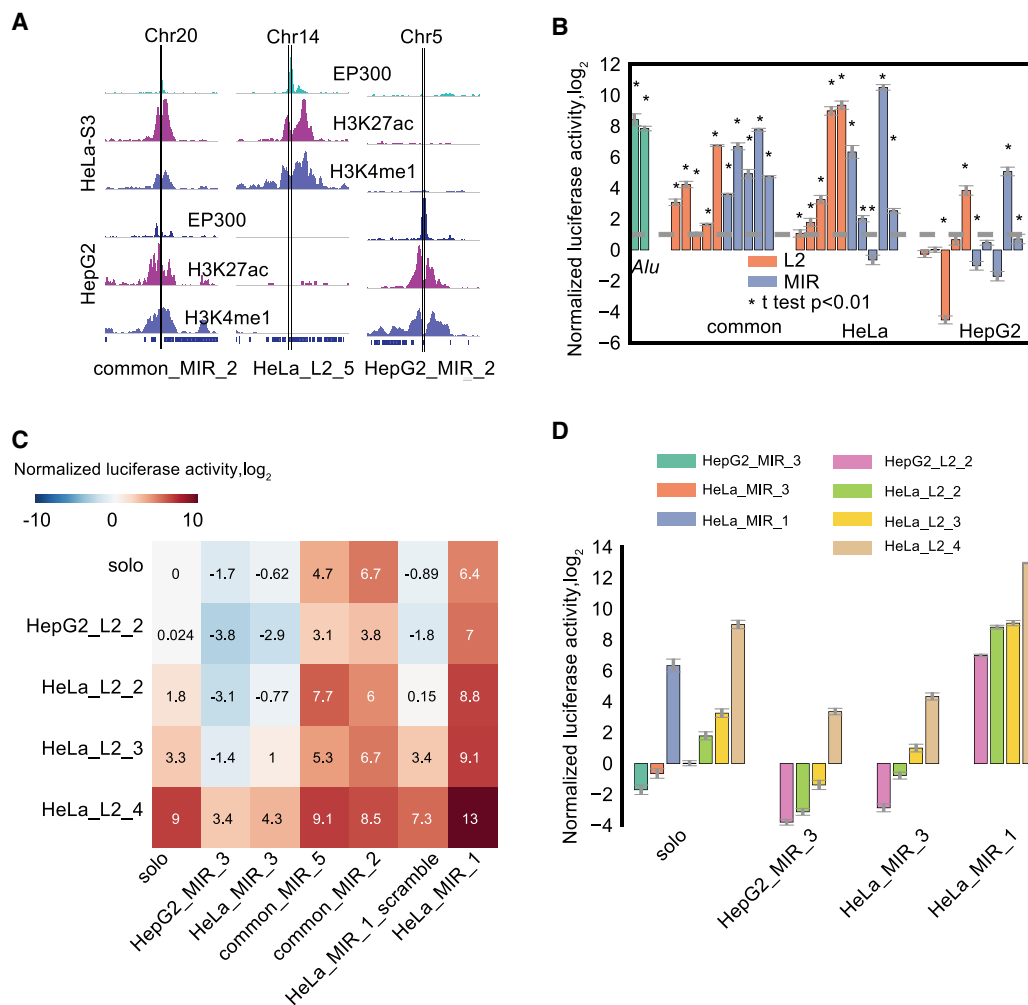 A
Chr20 Chr14 Chr5
EP300
H3K27ac
H3K4me1
HeLa-S3
EP300
H3K27ac
H3K4me1
HepG2
common_MIR_2 HeLa_L2_5 HepG2_MIR_2
B
Normalized luciferase activity,log2
12
10
8
6
4
2
0
−2
−4
−6
* * * * * * * * * * * * * * * * * * * * * * * * * * * *
Alu
L2
MIR
* t test p<0.01
common HeLa HepG2
C
Normalized luciferase activity,log2
-10 0 10
solo 0 -1.7 -0.62 4.7 6.7 -0.89 6.4
HepG2_L2_2 0.024 -3.8 -2.9 3.1 3.8 -1.8 7
HeLa_L2_2 1.8 -3.1 -0.77 7.7 6 0.15 8.8
HeLa_L2_3 3.3 -1.4 1 5.3 6.7 3.4 9.1
HeLa_L2_4 9 3.4 4.3 9.1 8.5 7.3 13
solo HepG2_MIR_3 HeLa_MIR_3 common_MIR_5 common_MIR_2 HeLa_MIR_1_scramble HeLa_MIR_1
D
HepG2_MIR_3 HepG2_L2_2
HeLa_MIR_3 HeLa_L2_2
HeLa_MIR_1 HeLa_L2_3
HeLa_L2_4
Normalized luciferase activity,log2
14
12
10
8
6
4
2
0
−2
−4
solo HepG2_MIR_3 HeLa_MIR_3 HeLa_MIR_1